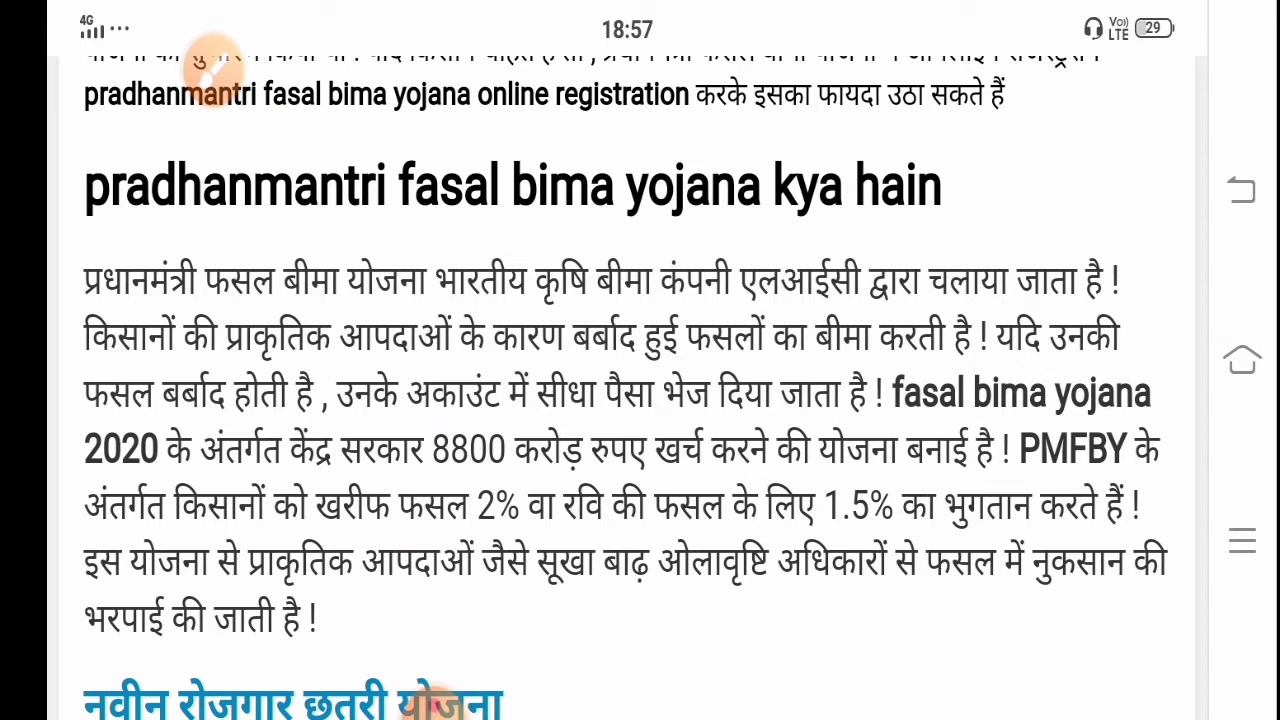 4G
18:57
Vo)) LTE
29
pradhanmantri fasal bima yojana online registration करके इसका फायदा उठा सकते हैं
pradhanmantri fasal bima yojana kya hain
प्रधानमंत्री फसल बीमा योजना भारतीय कृषि बीमा कंपनी एलआईसी द्वारा चलाया जाता है !
किसानों की प्राकृतिक आपदाओं के कारण बर्बाद हुई फसलों का बीमा करती है ! यदि उनकी
फसल बर्बाद होती है , उनके अकाउंट में सीधा पैसा भेज दिया जाता है ! fasal bima yojana
2020 के अंतर्गत केंद्र सरकार 8800 करोड़ रुपए खर्च करने की योजना बनाई है ! PMFBY के
अंतर्गत किसानों को खरीफ फसल 2% वा रवि की फसल के लिए 1.5% का भुगतान करते हैं !
इस योजना से प्राकृतिक आपदाओं जैसे सूखा बाढ़ ओलावृष्टि अधिकारों से फसल में नुकसान की
भरपाई की जाती है !
नवीन रोजगार छतरी योजना